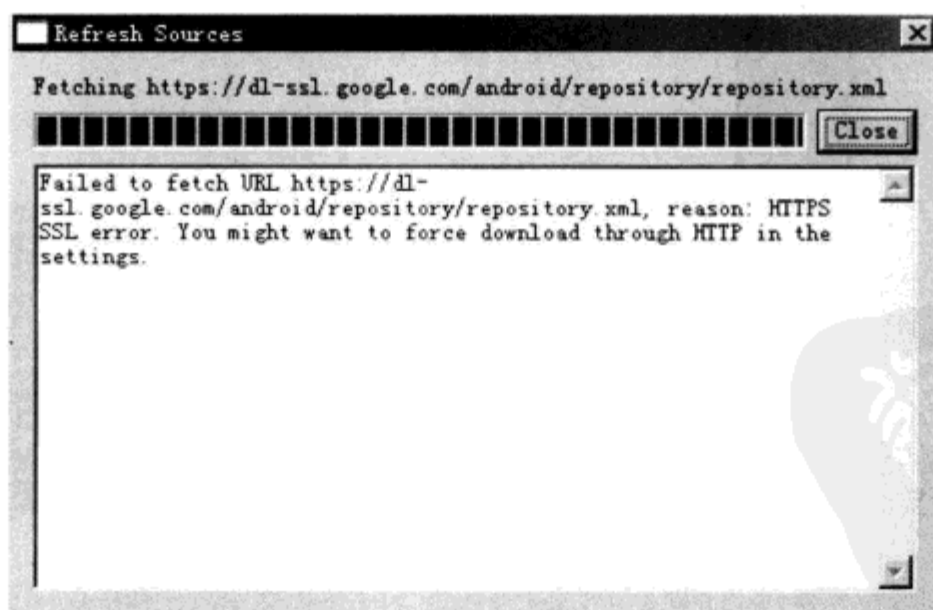 Refresh Sources
Fetching https://dl-ssl.google.com/android/repository/repository.xml
Close
Failed to fetch URL https://dl-
ssl.google.com/android/repository/repository.xml, reason: HTTPS
SSL error. You might want to force download through HTTP in the
settings.